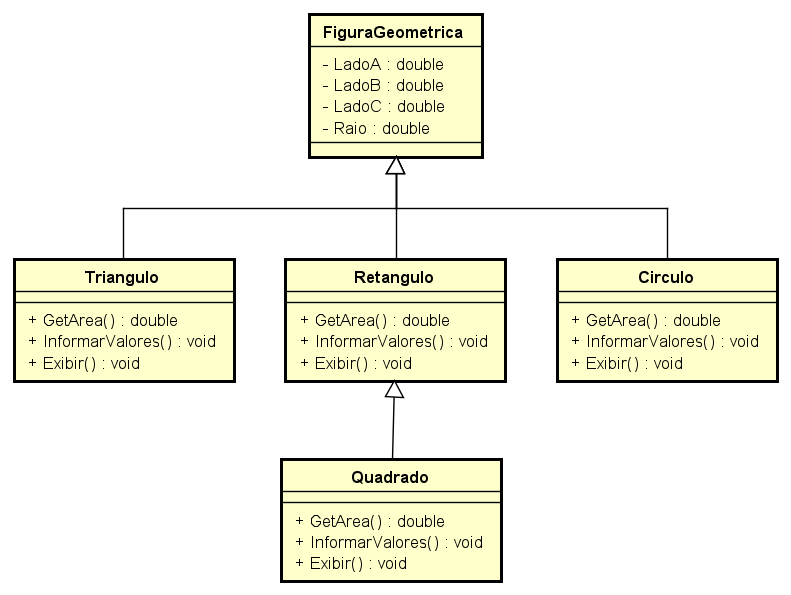 FiguraGeometrica
- LadoA : double
- LadoB : double
- LadoC : double
- Raio : double
Triangulo
+ GetArea() : double
+ InformarValores() : void
+ Exibir() : void
Retangulo
+ GetArea() : double
+ InformarValores() : void
+ Exibir() : void
Circulo
+ GetArea() : double
+ InformarValores() : void
+ Exibir() : void
Quadrado
+ GetArea() : double
+ InformarValores() : void
+ Exibir() : void